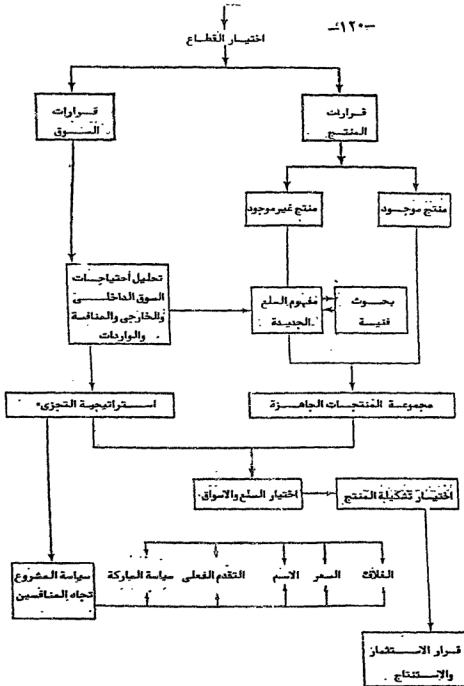 -١٢٠-
اختيار القطاع
قرارات
المنتج
قرارات
السوق
منتج موجود
منتج غير موجود
تحليل أحتياجات
السوق الداخلى
والخارجى والمنافسة
والواردات
مفهوم السلع
الجديدة
بحوث
فنية
مجموعة المنتجات الجاهزة
استراتيجية التجزىء
اختيار السلع والاسواق
اختيار تشكيلة المنتج
الغلاف
السعر
الاسم
التقدم الفعلى
سياسة الماركة
سياسة المشروع
تجاه المنافسين
قرار الاستثمار
والإستنتاج